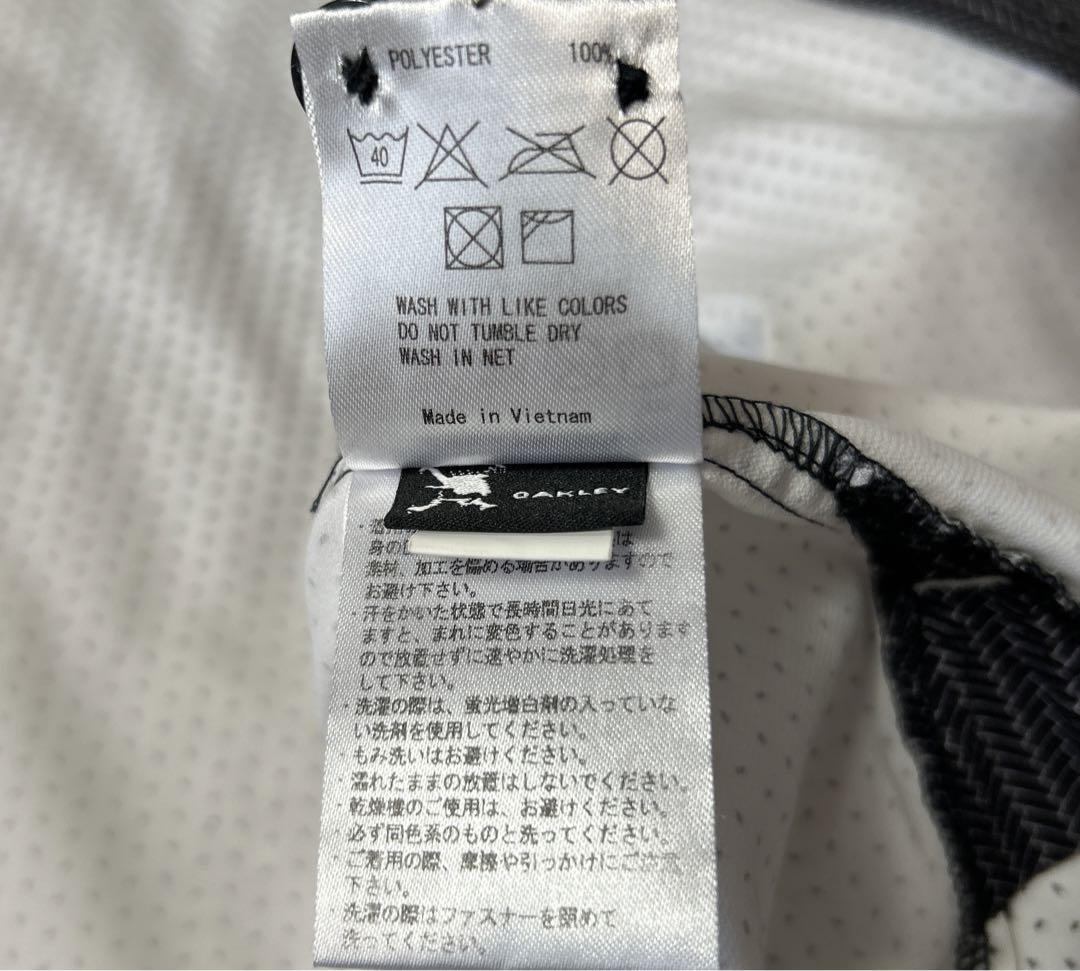 POLYESTER 100%
40
WASH WITH LIKE COLORS
DO NOT TUMBLE DRY
WASH IN NET
Made in Vietnam
OAKLEY
身の
素材、加工を傷める場合がありますので
お避け下さい。
・汗をかいた状態で長時間日光にあて
ますと、まれに変色することがあります
ので放置せずに速やかに洗濯処理を
して下さい。
・洗濯の際は、蛍光増白剤の入っていな
い洗剤を使用してください。
・もみ洗いはお避けください。
・濡れたままの放置はしないでください。
・乾燥機のご使用は、お避けください。
・必ず同色系のものと洗ってください。
・ご着用の際、摩擦や引っかけにご注意
下さい。
・洗濯の際はファスナーを閉めて
洗ってください。